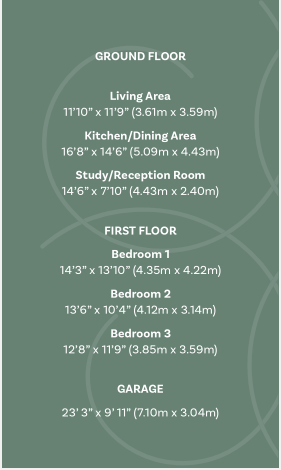 GROUND FLOOR
Living Area
11’10” x 11’9” (3.61m x 3.59m)
Kitchen/Dining Area
16’8” x 14’6” (5.09m x 4.43m)
Study/Reception Room
14’6” x 7’10” (4.43m x 2.40m)
FIRST FLOOR
Bedroom 1
14’3” x 13’10” (4.35m x 4.22m)
Bedroom 2
13’6” x 10’4” (4.12m x 3.14m)
Bedroom 3
12’8” x 11’9” (3.85m x 3.59m)
GARAGE
23’ 3” x 9’ 11” (7.10m x 3.04m)